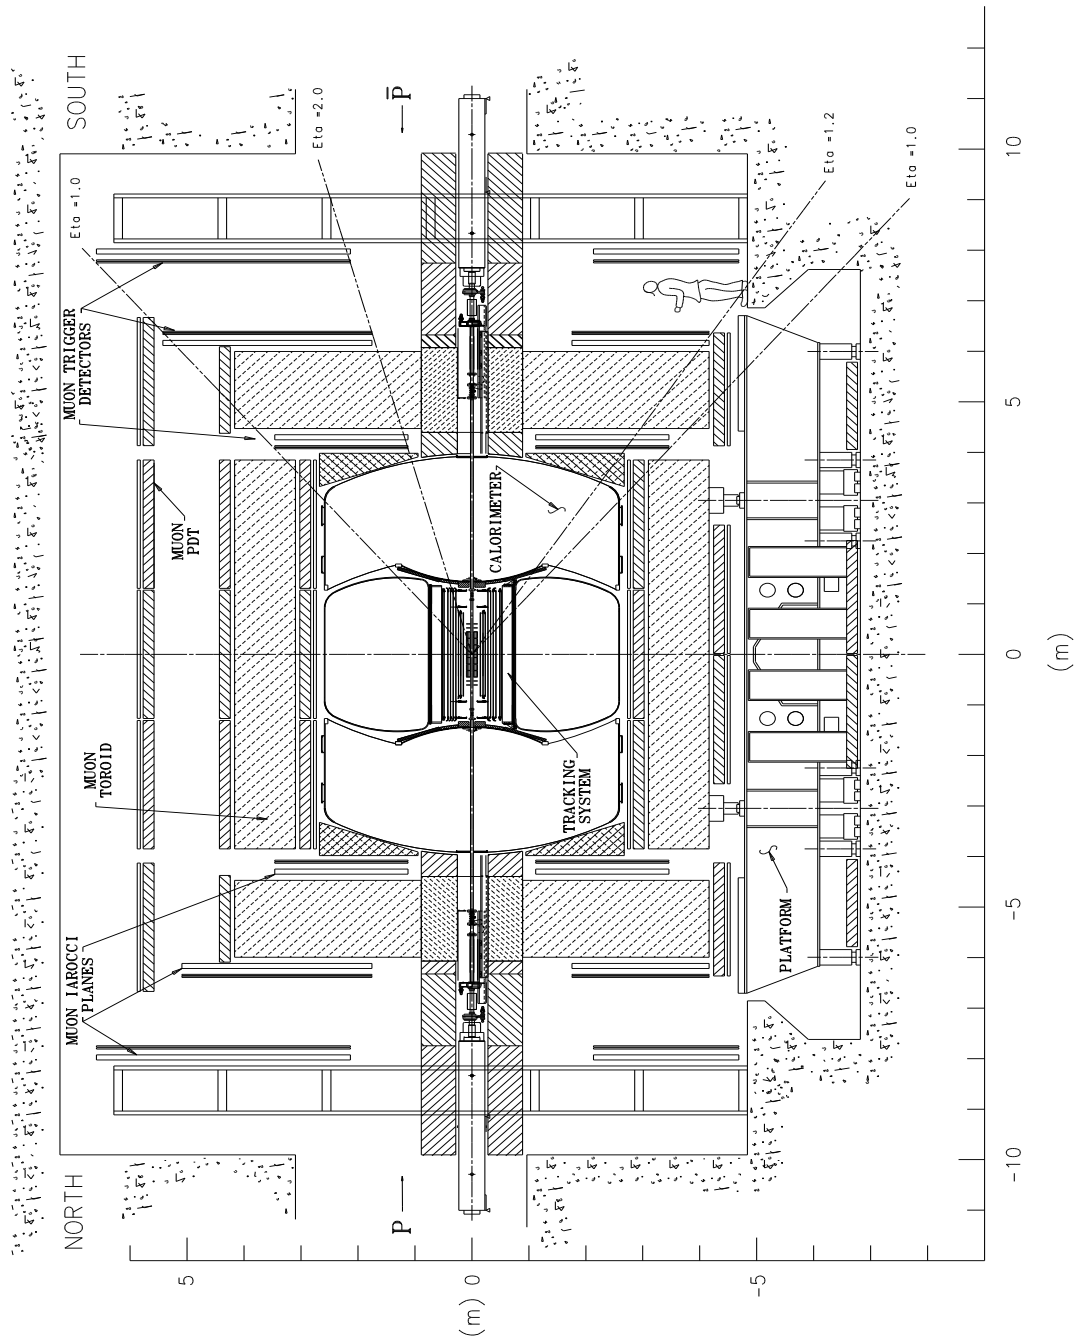 NORTH
SOUTH
MUON IAROCCI
PLANES
MUON
TOROID
MUON
PDT
MUON TRIGGER
DETECTORS
Eta =1.0
Eta =2.0
5
P
P̄
(m)
0
CALORIMETER
TRACKING
SYSTEM
PLATFORM
-5
Eta =1.2
Eta =1.0
-10 -5 0 5 10
(m)